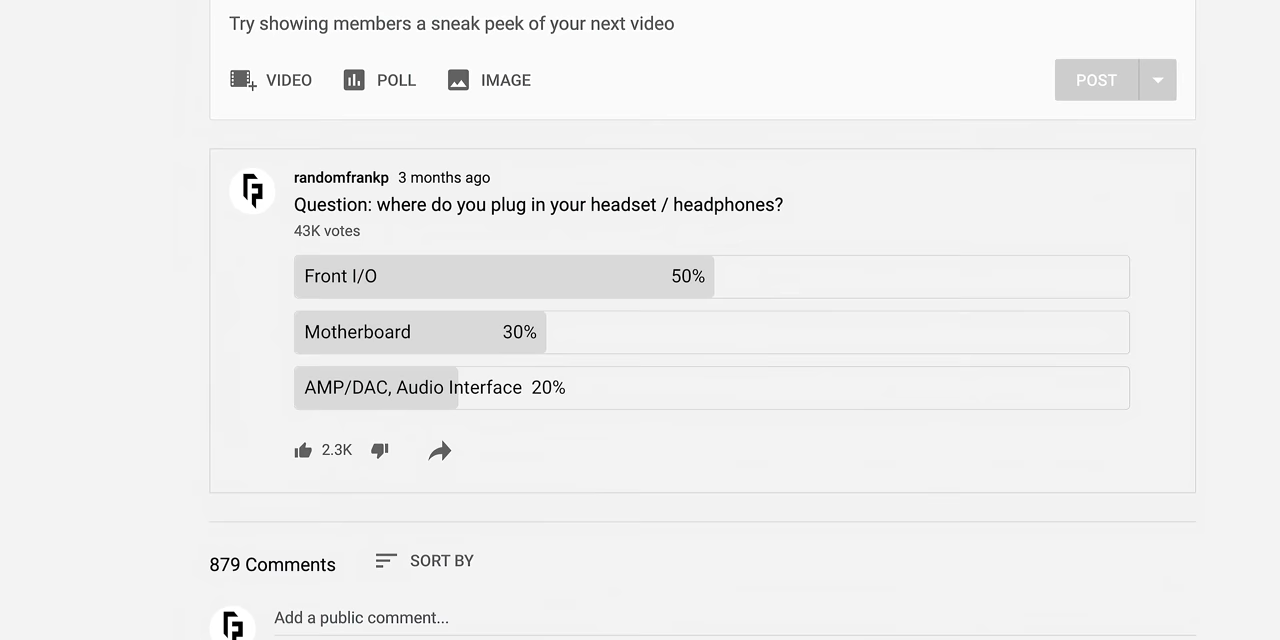 Try showing members a sneak peek of your next video
VIDEO POLL IMAGE POST
randomfrankp 3 months ago
Question: where do you plug in your headset / headphones?
43K votes
Front I/O 50%
Motherboard 30%
AMP/DAC, Audio Interface 20%
2.3K
879 Comments SORT BY
Add a public comment...